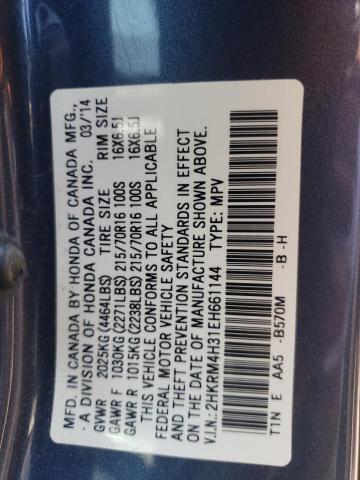 MFD. IN CANADA BY HONDA OF CANADA MFG.,
- A DIVISION OF HONDA CANADA INC. 03/14
GVWR 2025KG (4464LBS) TIRE SIZE RIM SIZE
GAWR F 1030KG (2271LBS) 215/70R16 100S 16X6.5J
GAWR R 1015KG (2238LBS) 215/70R16 100S 16X6.5J
THIS VEHICLE CONFORMS TO ALL APPLICABLE
FEDERAL MOTOR VEHICLE SAFETY
AND THEFT PREVENTION STANDARDS IN EFFECT
ON THE DATE OF MANUFACTURE SHOWN ABOVE.
V.I.N.: 2HKRM4H31EH661144 TYPE: MPV
T1N E AA5 -B570M -B -H